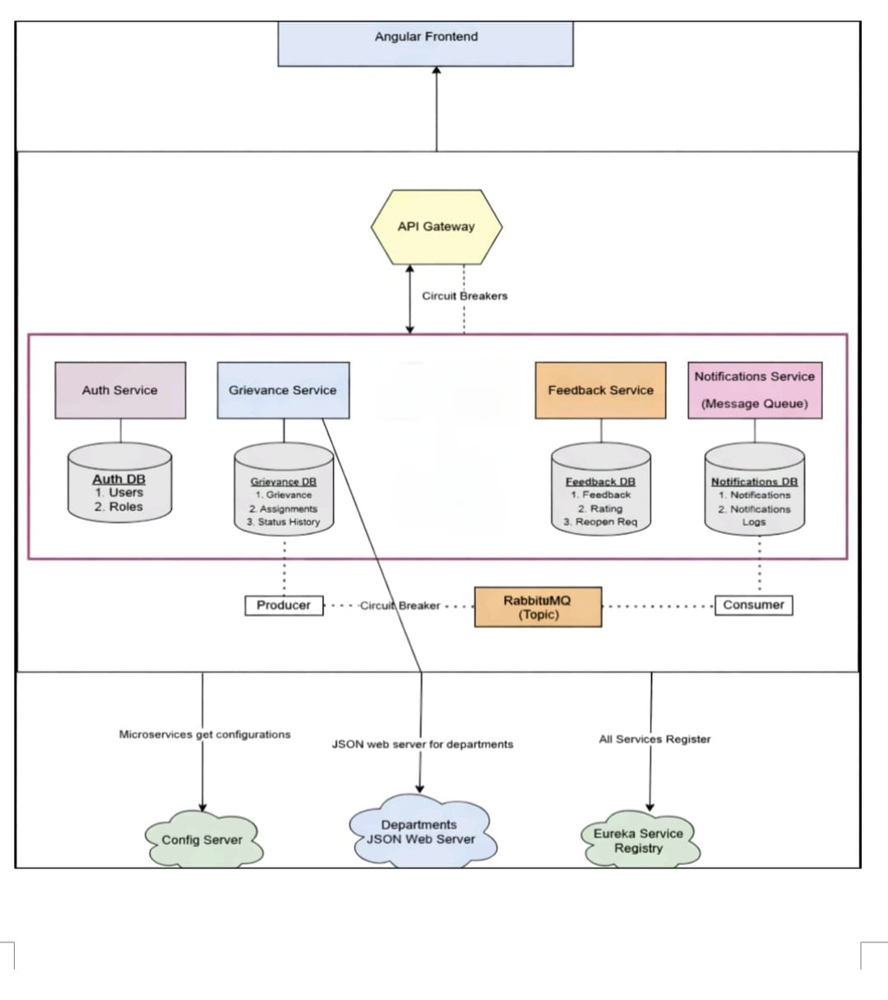 Angular Frontend
API Gateway
Circuit Breakers
Auth Service
Grievance Service
Feedback Service
Notifications Service
(Message Queue)
Auth DB
1. Users
2. Roles
Grievance DB
1. Grievance
2. Assignments
3. Status History
Feedback DB
1. Feedback
2. Rating
3. Reopen Req
Notifications DB
1. Notifications
2. Notifications
Logs
Producer
Circuit Breaker
RabbituMQ
(Topic)
Consumer
Microservices get configurations
JSON web server for departments
All Services Register
Config Server
Departments
JSON Web Server
Eureka Service
Registry